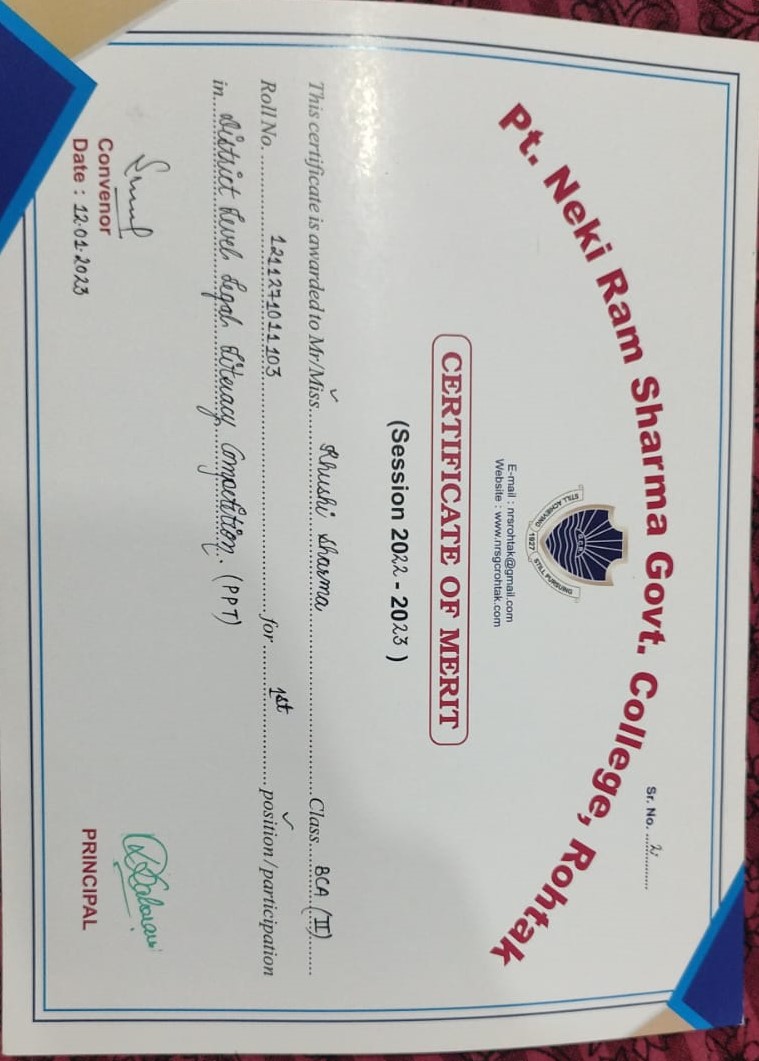 Pt. Neki Ram Sharma Govt. College, Rohtak
Sr. No. 2
G.C.R.
STILL ACHIEVING 1927 STILL PURSUING
E-mail : nrsrohtak@gmail.com
Website : www.nrsgcrohtak.com
CERTIFICATE OF MERIT
(Session 2022 - 2023 )
This certificate is awarded to Mr/Miss. Khushi Sharma Class BCA (II)
Roll No. 1211271011103 for 1st position/participation
in District Level Legal Literacy Competition. (PPT)
Convenor
Date : 12.01.2023
PRINCIPAL